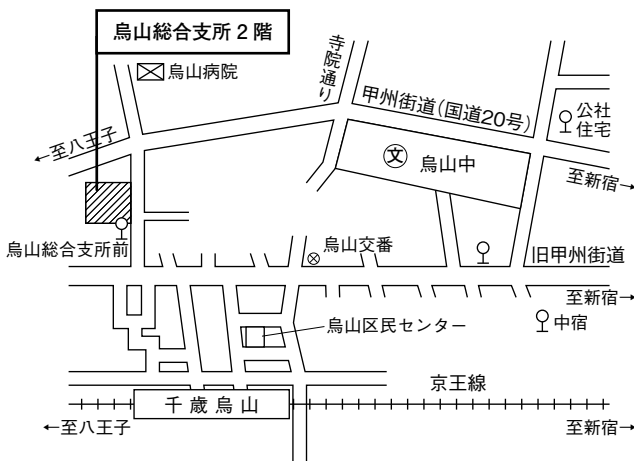 烏山総合支所2階
烏山病院
寺院通り
甲州街道（国道20号）
公社
住宅
←至八王子
文
烏山中
至新宿→
烏山総合支所前
烏山交番
旧甲州街道
至新宿→
中宿
烏山区民センター
京王線
千歳烏山
←至八王子
至新宿→